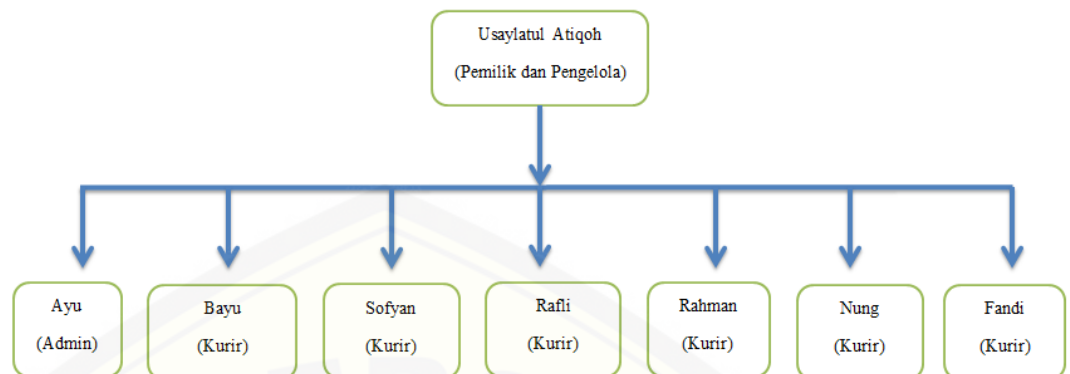 Usaylatul Atiqoh
(Pemilik dan Pengelola)
Ayu
(Admin)
Bayu
(Kurir)
Sofyan
(Kurir)
Rafli
(Kurir)
Rahman
(Kurir)
Nung
(Kurir)
Fandi
(Kurir)